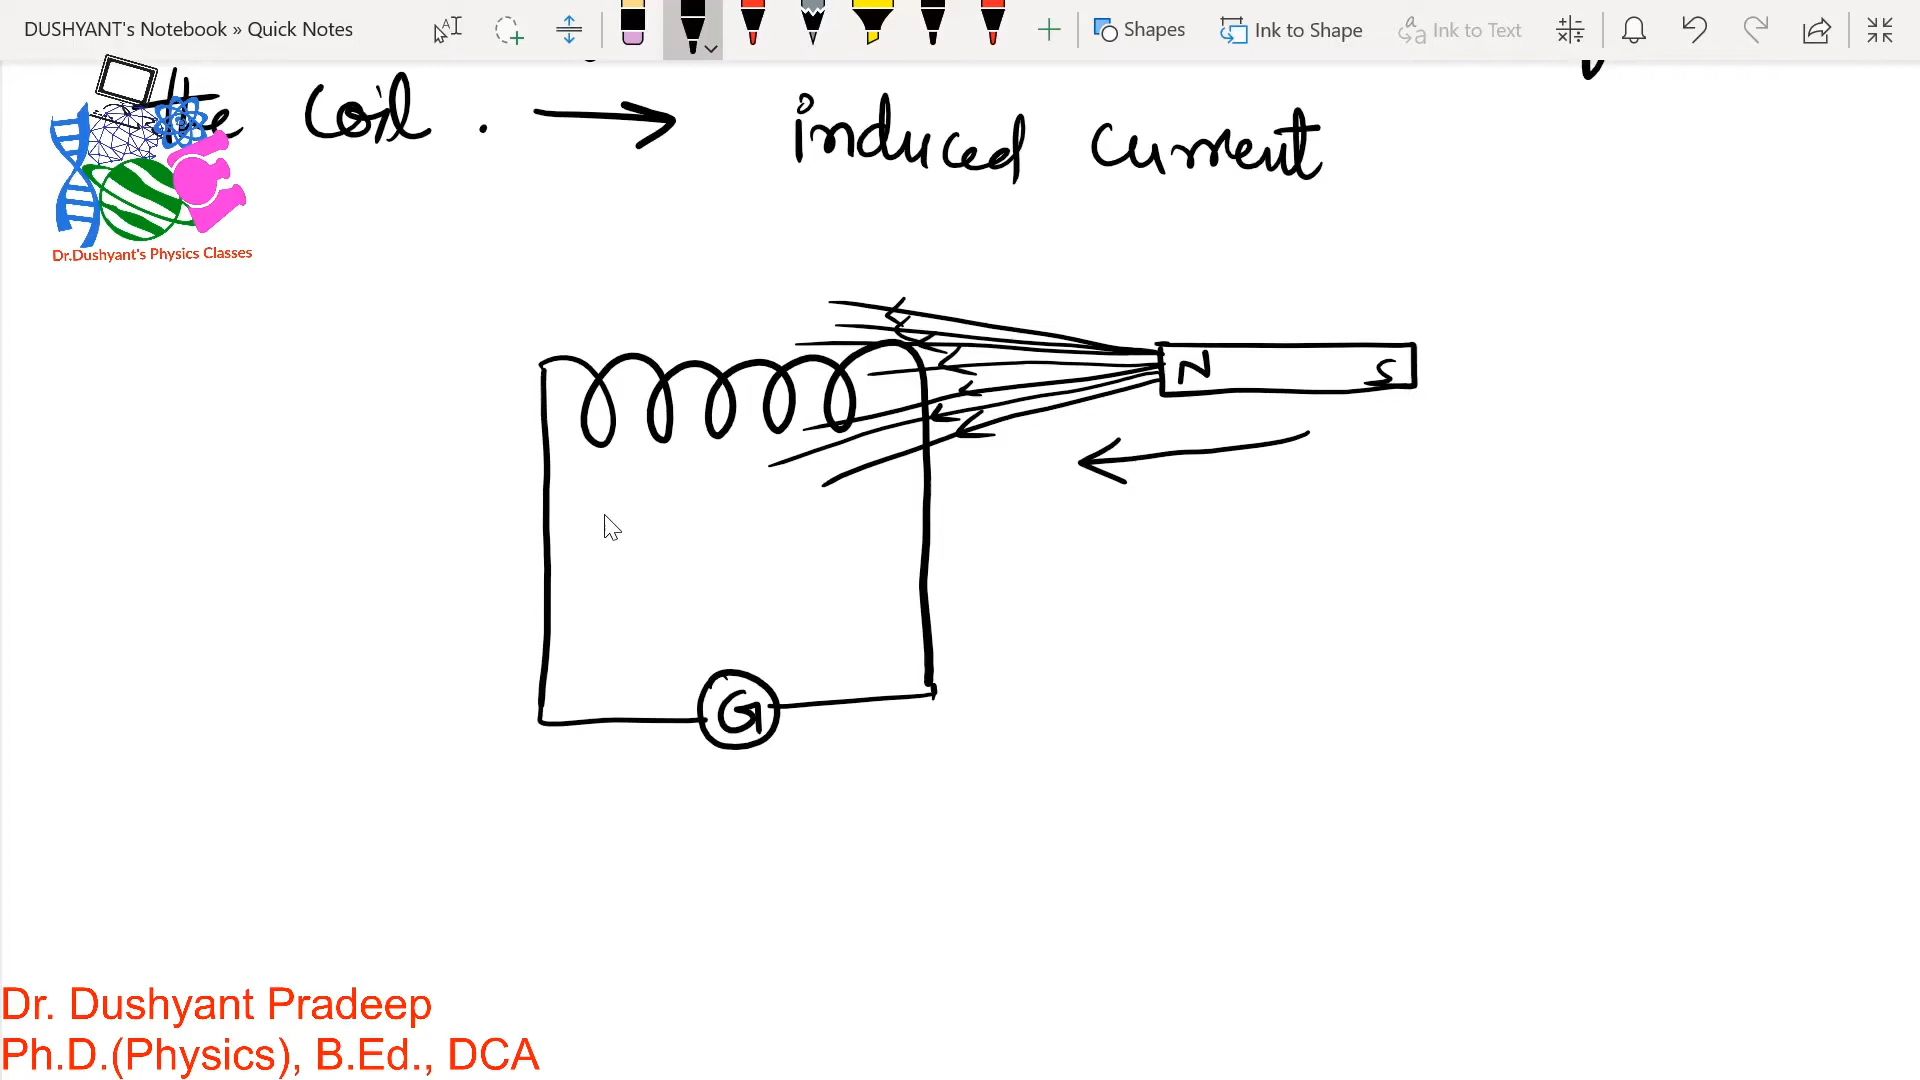 DUSHYANT's Notebook » Quick Notes
Shapes
Ink to Shape
Ink to Text
the coil . → induced current
Dr.Dushyant's Physics Classes
N S
G
Dr. Dushyant Pradeep
Ph.D.(Physics), B.Ed., DCA